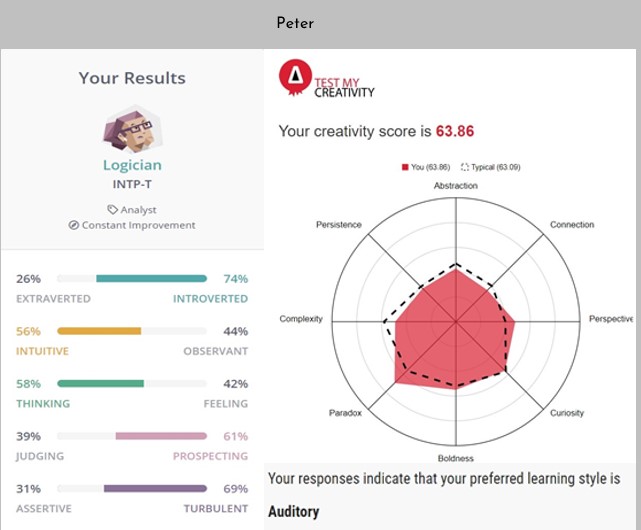 Peter
Your Results
Logician
INTP-T
Analyst
Constant Improvement
26% 74%
EXTRAVERTED INTROVERTED
56% 44%
INTUITIVE OBSERVANT
58% 42%
THINKING FEELING
39% 61%
JUDGING PROSPECTING
31% 69%
ASSERTIVE TURBULENT
TEST MY
CREATIVITY
Your creativity score is 63.86
You (63.86) Typical (63.09)
Abstraction
Persistence Connection
Complexity Perspective
Paradox Curiosity
Boldness
Your responses indicate that your preferred learning style is
Auditory